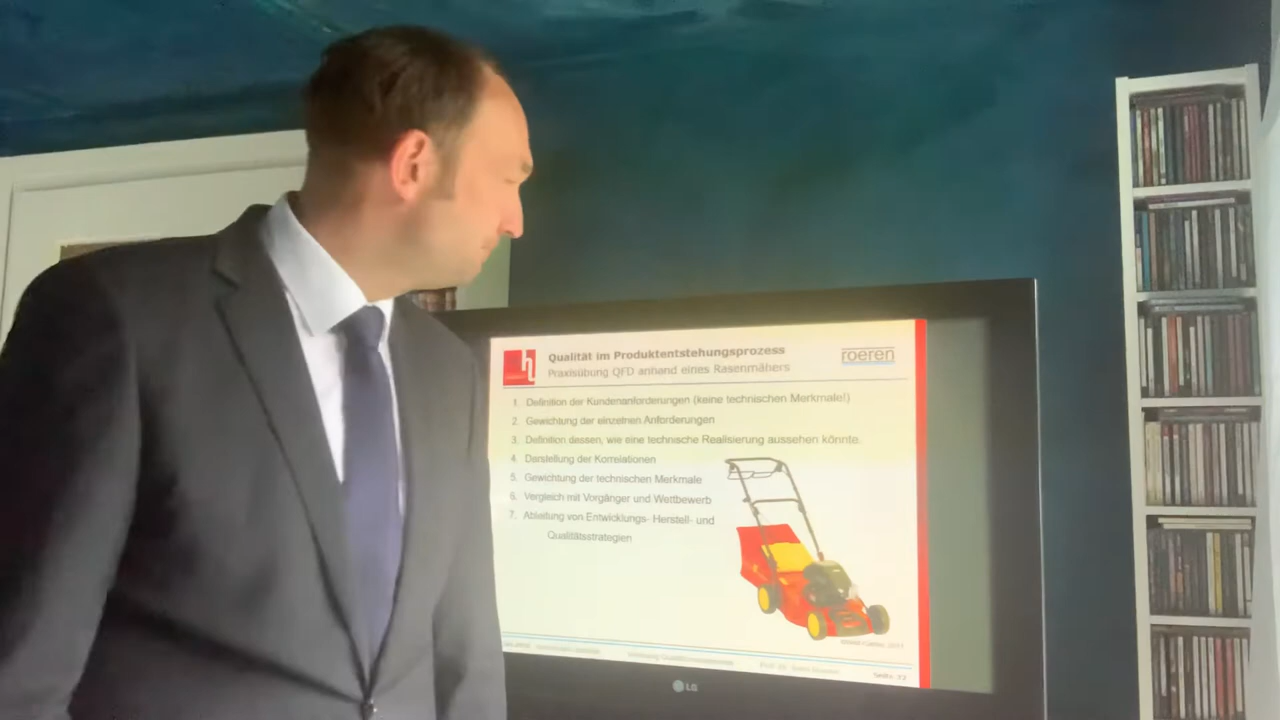 Qualität im Produktentstehungsprozess
Praxisübung QFD anhand eines Rasenmähers
roeren
1. Definition der Kundenanforderungen (keine technischen Merkmale!)
2. Gewichtung der einzelnen Anforderungen
3. Definition dessen, wie eine technische Realisierung aussehen könnte.
4. Darstellung der Korrelationen
5. Gewichtung der technischen Merkmale
6. Vergleich mit Vorgänger und Wettbewerb
7. Ableitung von Entwicklungs- Herstell- und
Qualitätsstrategien
Seite 72
LG